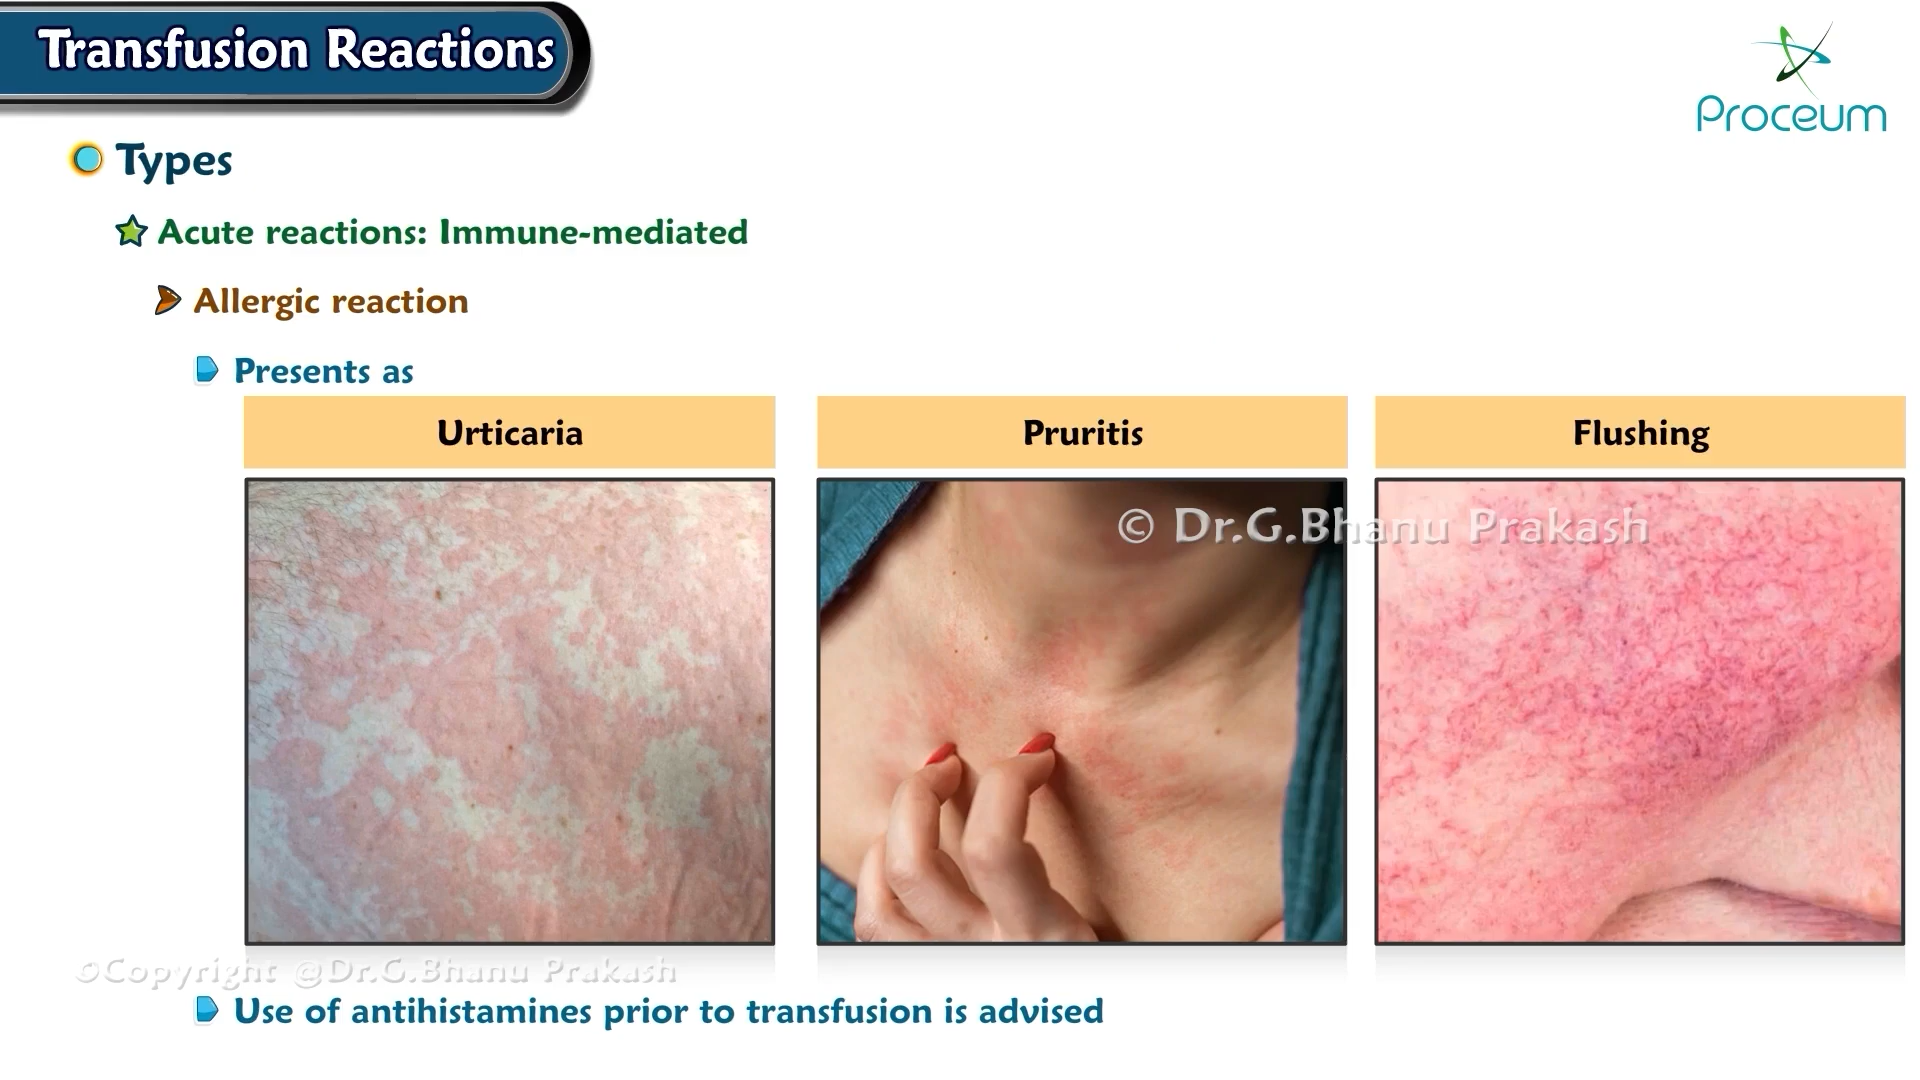 Transfusion Reactions
Proceum
Types
Acute reactions: Immune-mediated
Allergic reaction
Presents as
Urticaria
Pruritis
Flushing
© Dr.G.Bhanu Prakash
©Copyright @Dr.G.Bhanu Prakash
Use of antihistamines prior to transfusion is advised